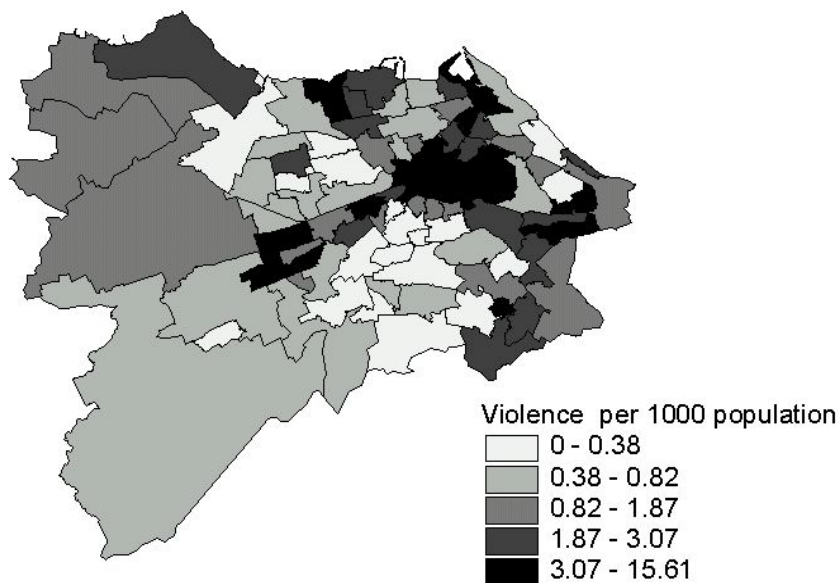 Violence per 1000 population
0 - 0.38
0.38 - 0.82
0.82 - 1.87
1.87 - 3.07
3.07 - 15.61